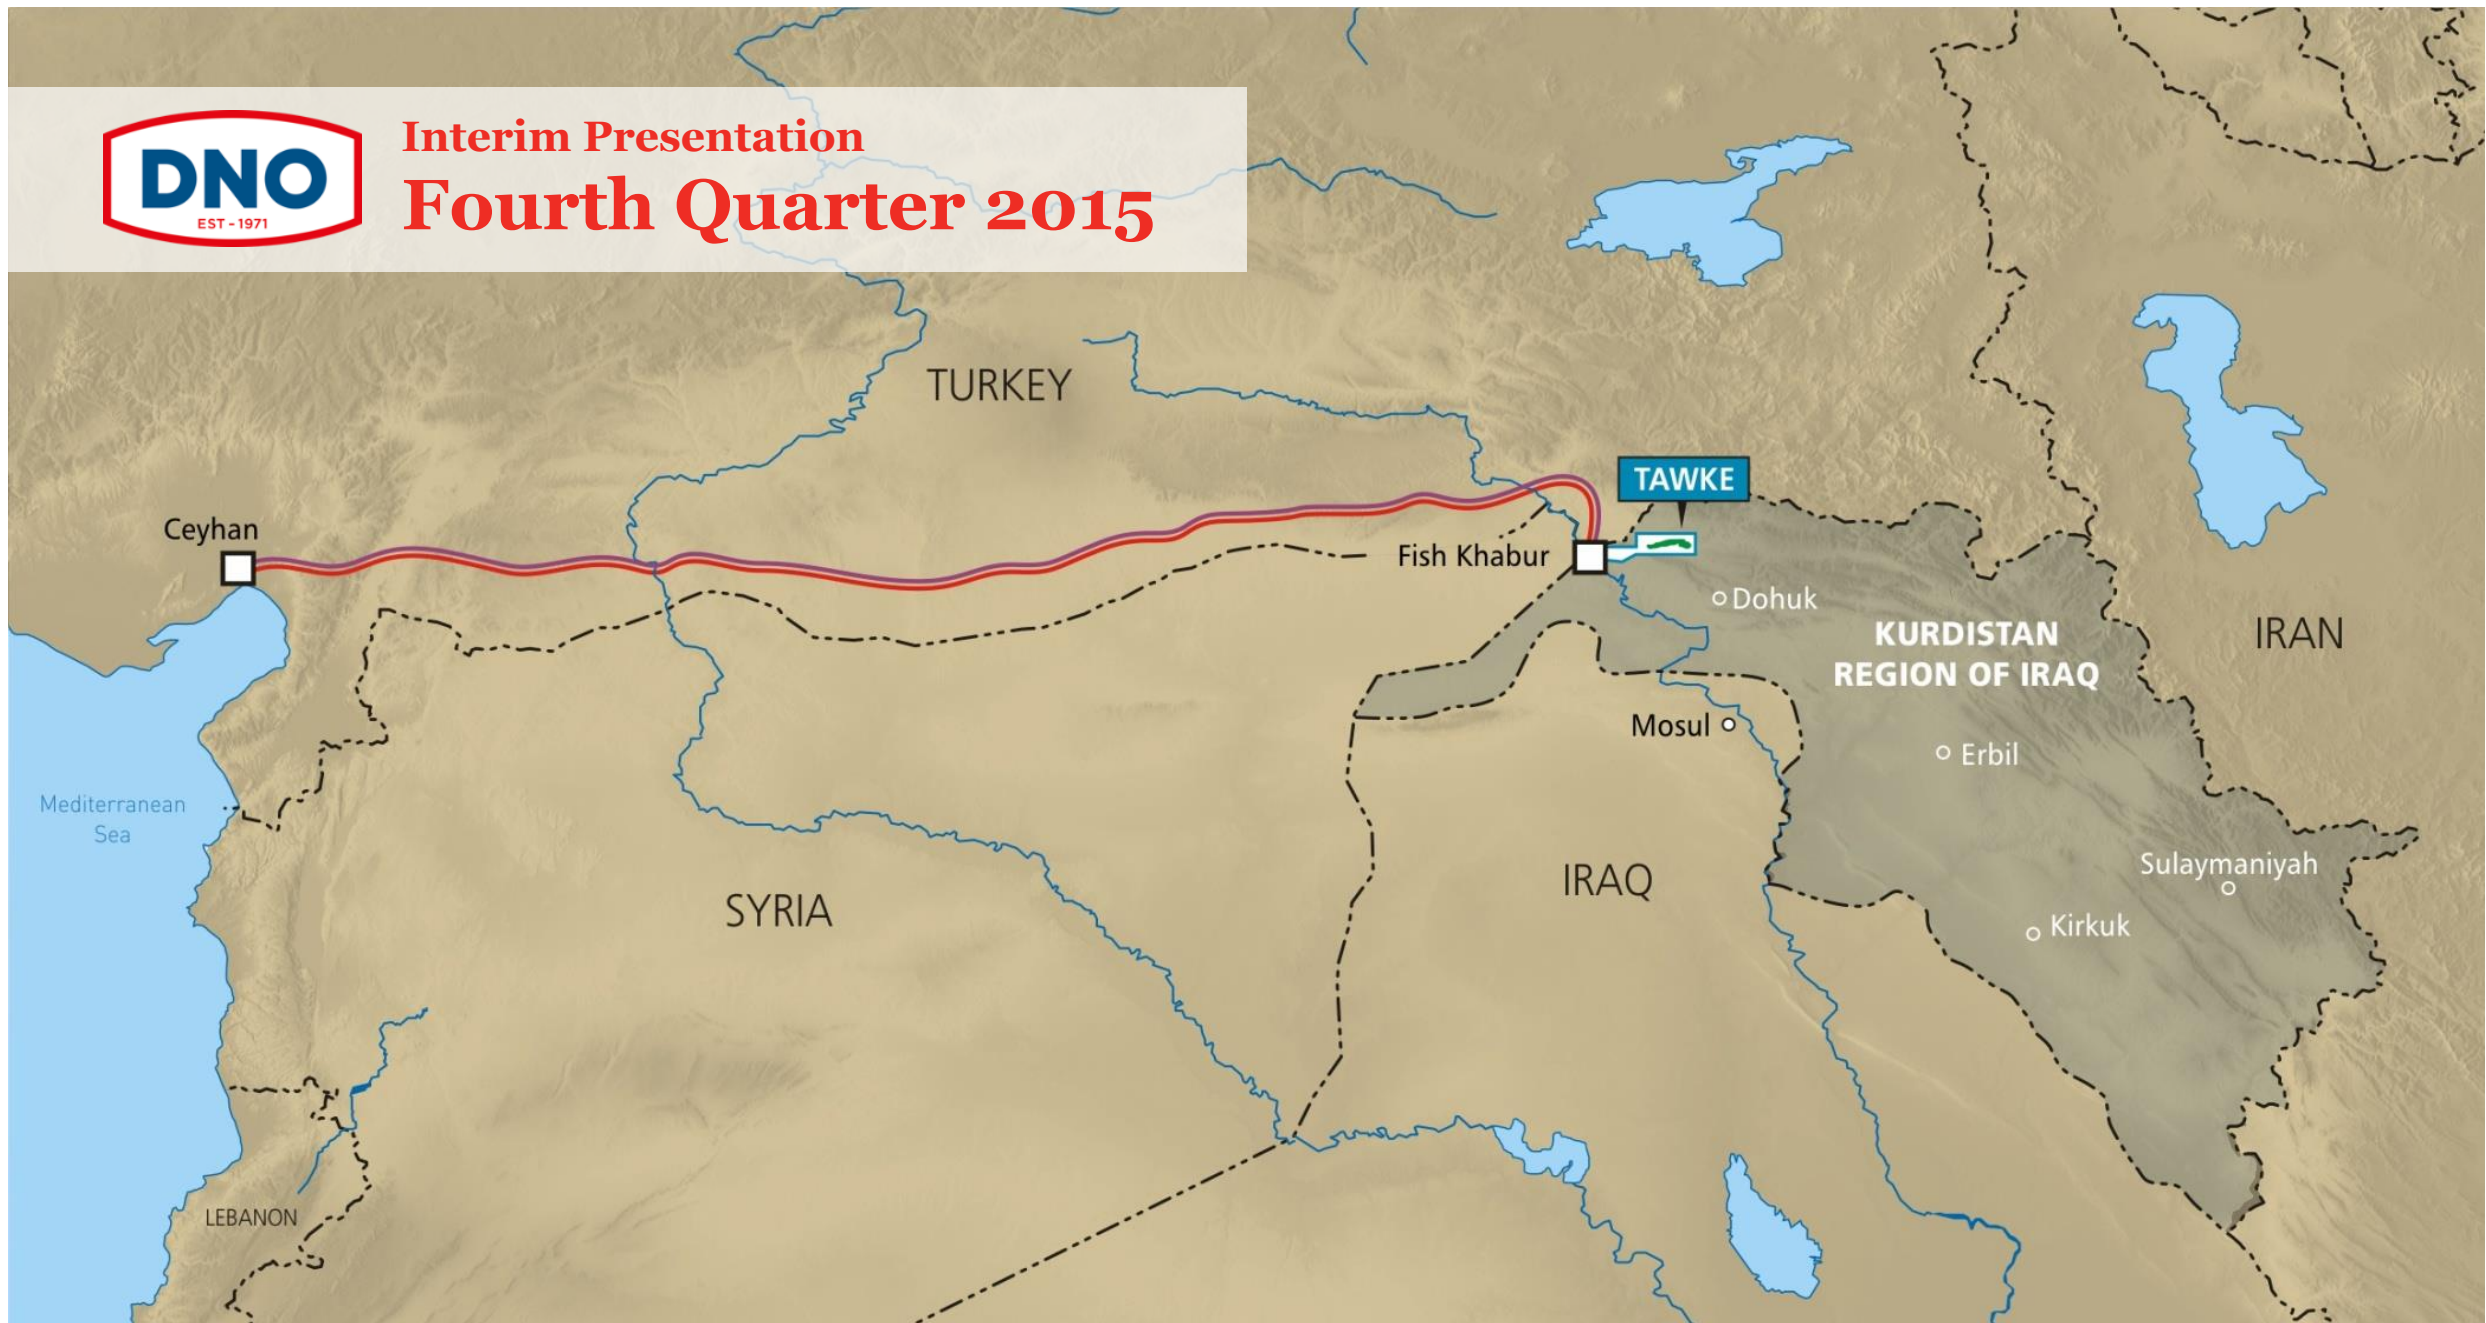 DNO
EST - 1971
Interim Presentation
Fourth Quarter 2015
TURKEY
TAWKE
Ceyhan
Fish Khabur
Dohuk
KURDISTAN
REGION OF IRAQ
IRAN
Mosul
Erbil
Mediterranean
Sea
Sulaymaniyah
IRAQ
SYRIA
Kirkuk
LEBANON